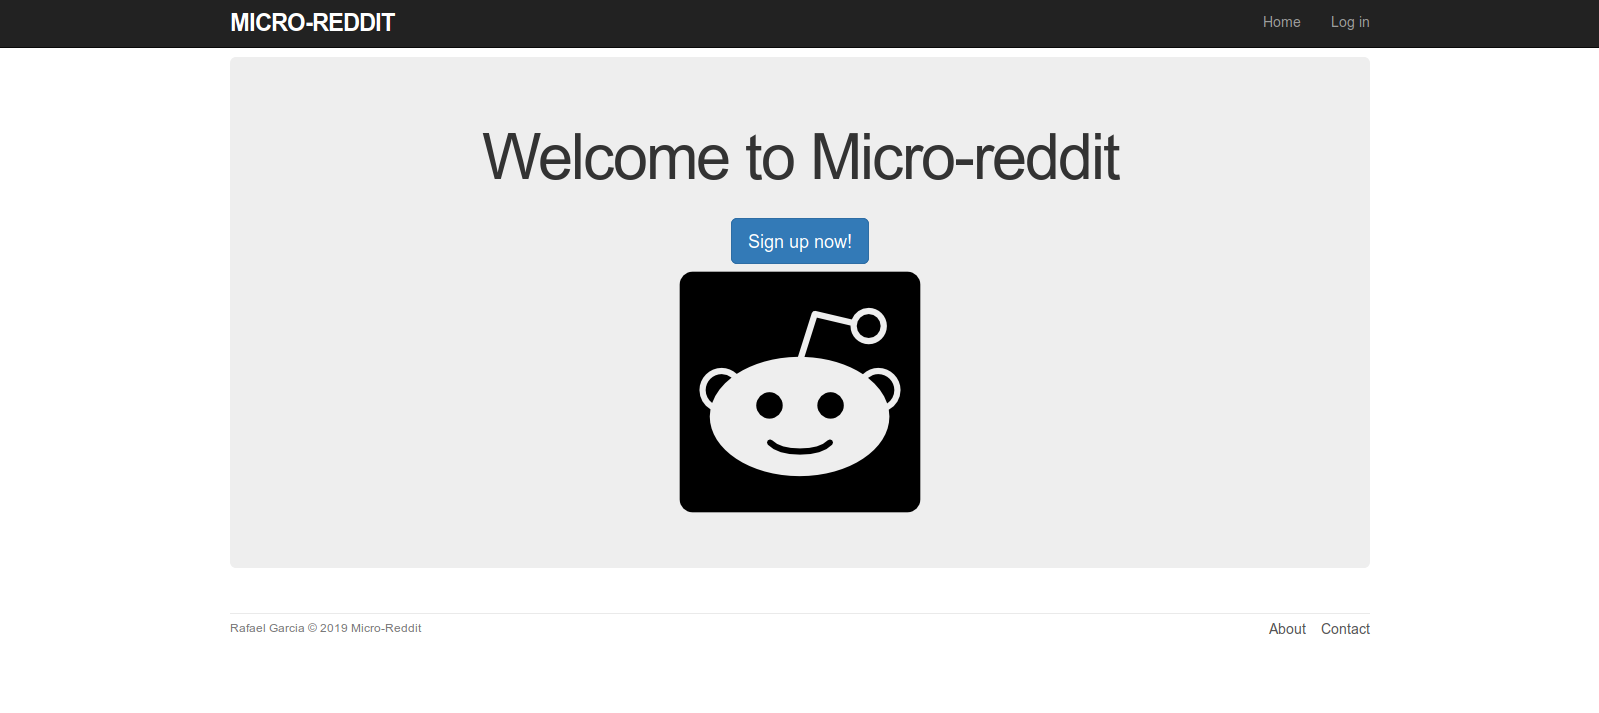 MICRO-REDDIT
Home Log in
Welcome to Micro-reddit
Sign up now!
Rafael Garcia © 2019 Micro-Reddit
About Contact